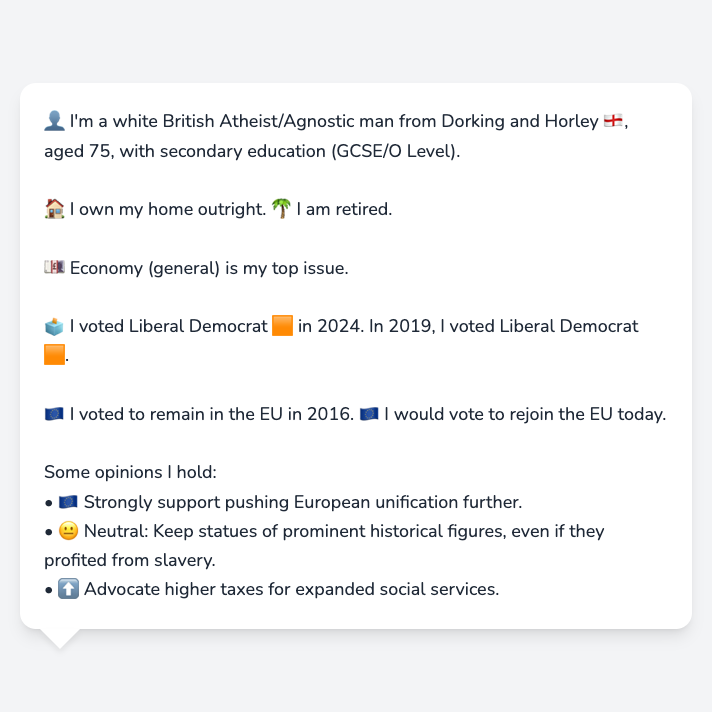 👤 I'm a white British Atheist/Agnostic man from Dorking and Horley 🏴󠁧󠁢󠁥󠁮󠁧󠁿,
aged 75, with secondary education (GCSE/O Level).
🏠 I own my home outright. 🌴 I am retired.
💷 Economy (general) is my top issue.
🗳️ I voted Liberal Democrat 🟧 in 2024. In 2019, I voted Liberal Democrat
🟧.
🇪🇺 I voted to remain in the EU in 2016. 🇪🇺 I would vote to rejoin the EU today.
Some opinions I hold:
• 🇪🇺 Strongly support pushing European unification further.
• 😐 Neutral: Keep statues of prominent historical figures, even if they
profited from slavery.
• ⬆️ Advocate higher taxes for expanded social services.